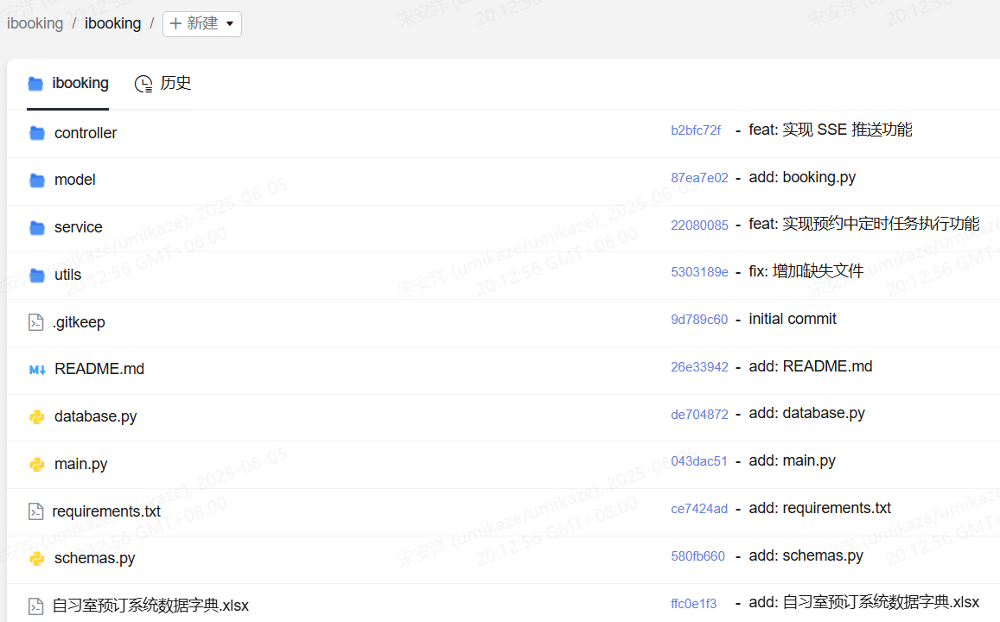 ibooking / ibooking / + 新建
ibooking 历史
controller b2bfc72f - feat: 实现 SSE 推送功能
model 87ea7e02 - add: booking.py
service 22080085 - feat: 实现预约中定时任务执行功能
utils 5303189e - fix: 增加缺失文件
.gitkeep 9d789c60 - initial commit
README.md 26e33942 - add: README.md
database.py de704872 - add: database.py
main.py 043dac51 - add: main.py
requirements.txt ce7424ad - add: requirements.txt
schemas.py 580fb660 - add: schemas.py
自习室预订系统数据字典.xlsx ffc0e1f3 - add: 自习室预订系统数据字典.xlsx
宋安洋 (umikaze/umikaze), 2025-06-05
20:12:56 GMT+08:00